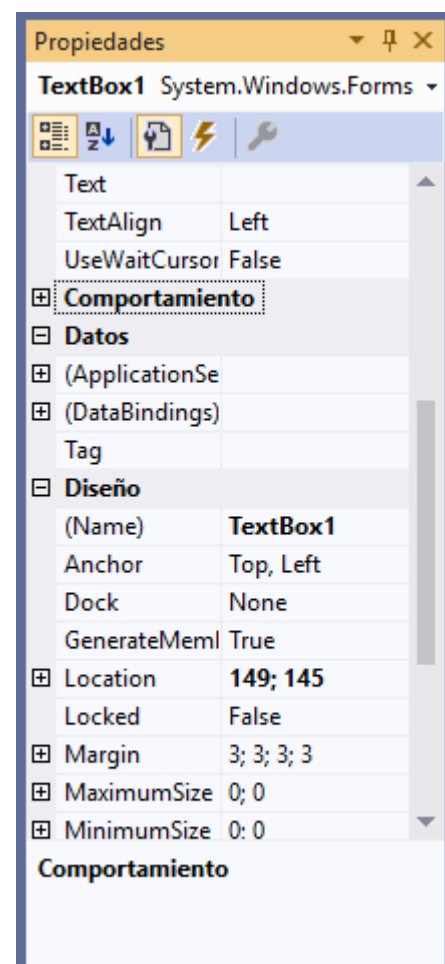 Propiedades
TextBox1 System.Windows.Forms
Text
TextAlign Left
UseWaitCursor False
Comportamiento
Datos
(ApplicationSe
(DataBindings)
Tag
Diseño
(Name) TextBox1
Anchor Top, Left
Dock None
GenerateMeml True
Location 149; 145
Locked False
Margin 3; 3; 3; 3
MaximumSize 0; 0
MinimumSize 0; 0
Comportamiento